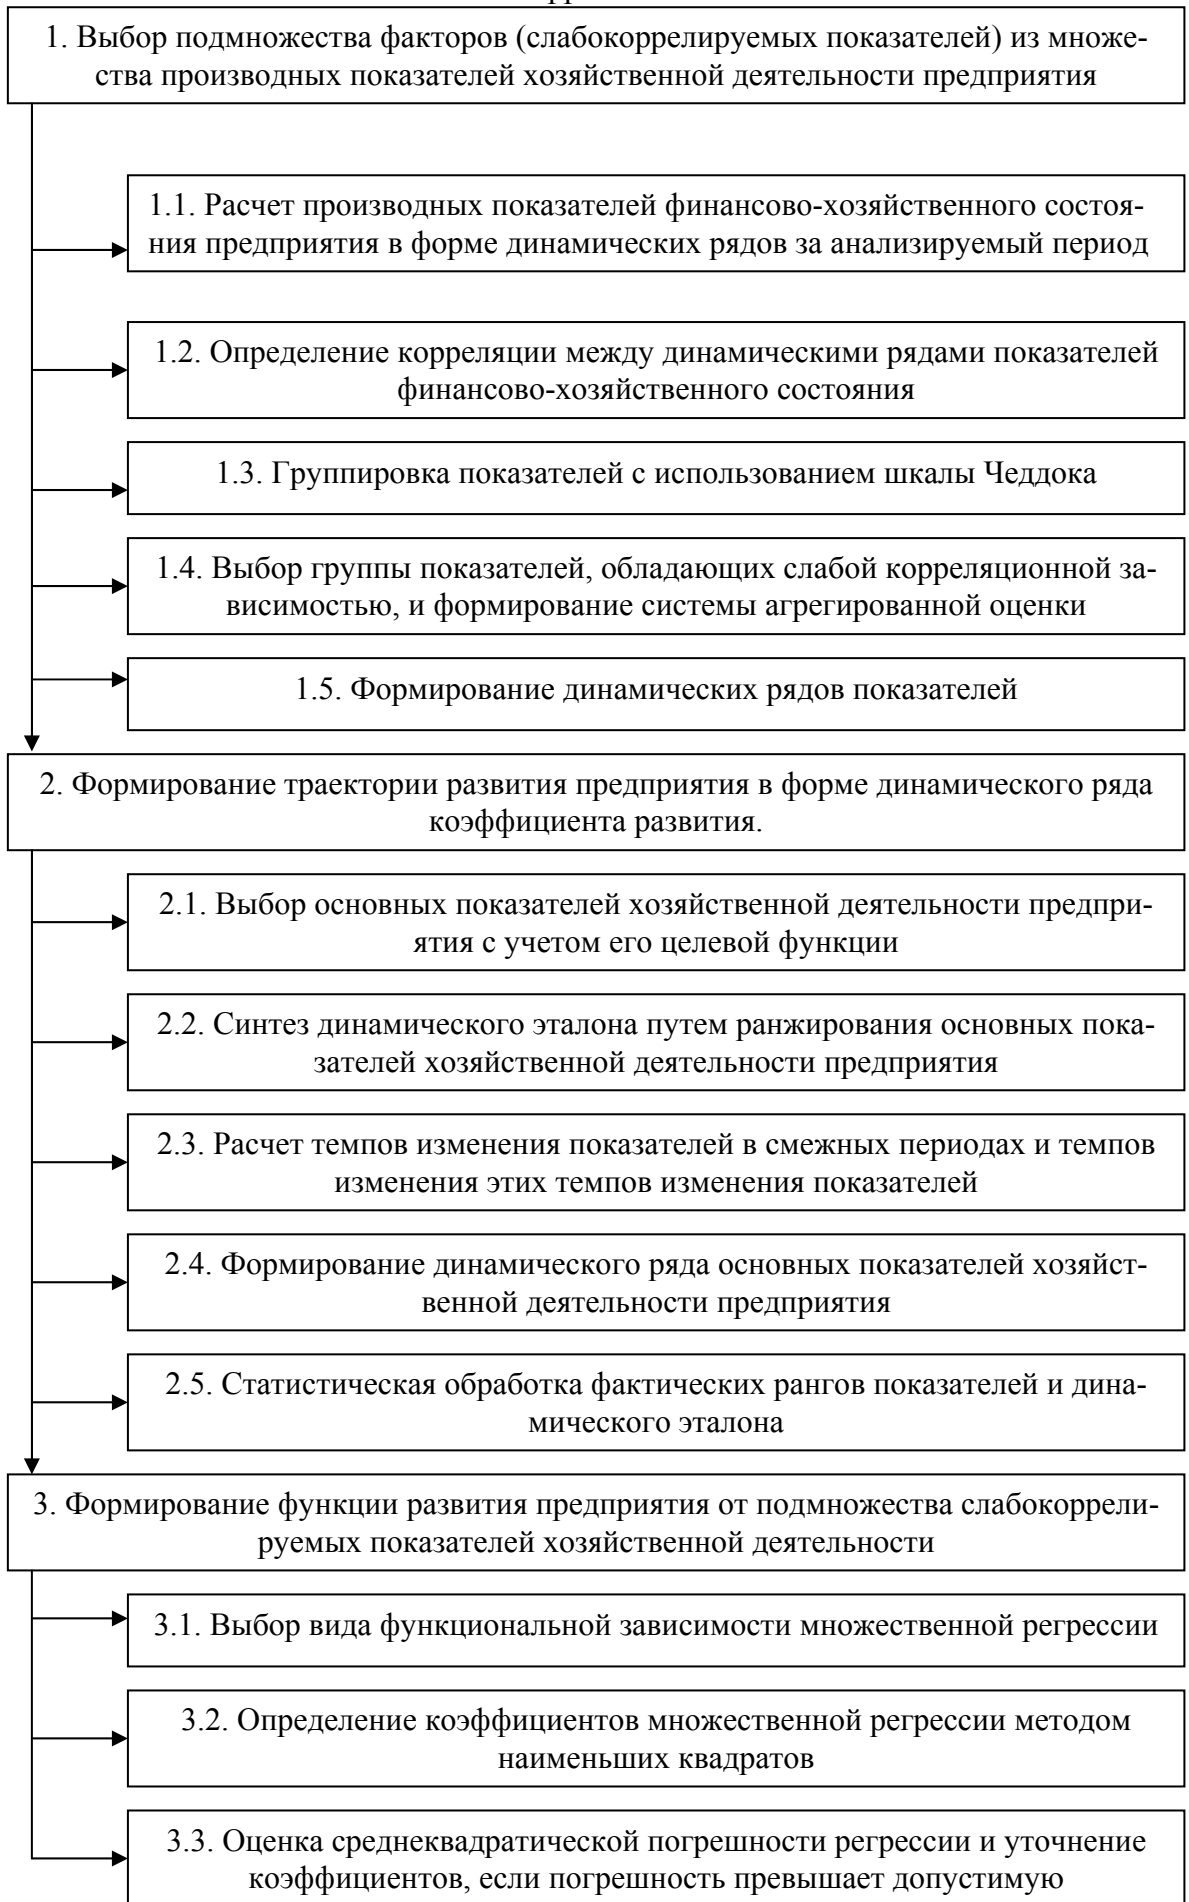 1. Выбор подмножества факторов (слабокоррелируемых показателей) из множе-
ства производных показателей хозяйственной деятельности предприятия
1.1. Расчет производных показателей финансово-хозяйственного состоя-
ния предприятия в форме динамических рядов за анализируемый период
1.2. Определение корреляции между динамическими рядами показателей
финансово-хозяйственного состояния
1.3. Группировка показателей с использованием шкалы Чеддока
1.4. Выбор группы показателей, обладающих слабой корреляционной за-
висимостью, и формирование системы агрегированной оценки
1.5. Формирование динамических рядов показателей
2. Формирование траектории развития предприятия в форме динамического ряда
коэффициента развития.
2.1. Выбор основных показателей хозяйственной деятельности предпри-
ятия с учетом его целевой функции
2.2. Синтез динамического эталона путем ранжирования основных пока-
зателей хозяйственной деятельности предприятия
2.3. Расчет темпов изменения показателей в смежных периодах и темпов
изменения этих темпов изменения показателей
2.4. Формирование динамического ряда основных показателей хозяйст-
венной деятельности предприятия
2.5. Статистическая обработка фактических рангов показателей и дина-
мического эталона
3. Формирование функции развития предприятия от подмножества слабокоррели-
руемых показателей хозяйственной деятельности
3.1. Выбор вида функциональной зависимости множественной регрессии
3.2. Определение коэффициентов множественной регрессии методом
наименьших квадратов
3.3. Оценка среднеквадратической погрешности регрессии и уточнение
коэффициентов, если погрешность превышает допустимую